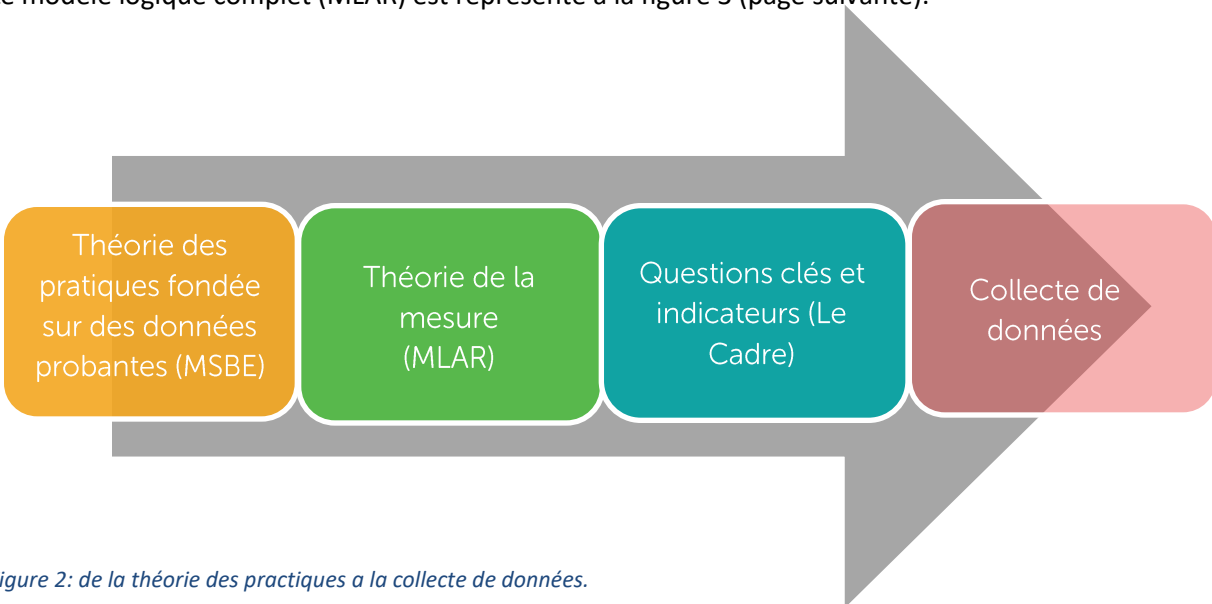 modèle logique complet (MLAR) est représenté à la figure 3 (page suivante).
Théorie des
pratiques fondée
sur des données
probantes (MSBE)
Théorie de la
mesure
(MLAR)
Questions clés et
indicateurs (Le
Cadre)
Collecte de
données
igure 2: de la théorie des practiques a la collecte de données.